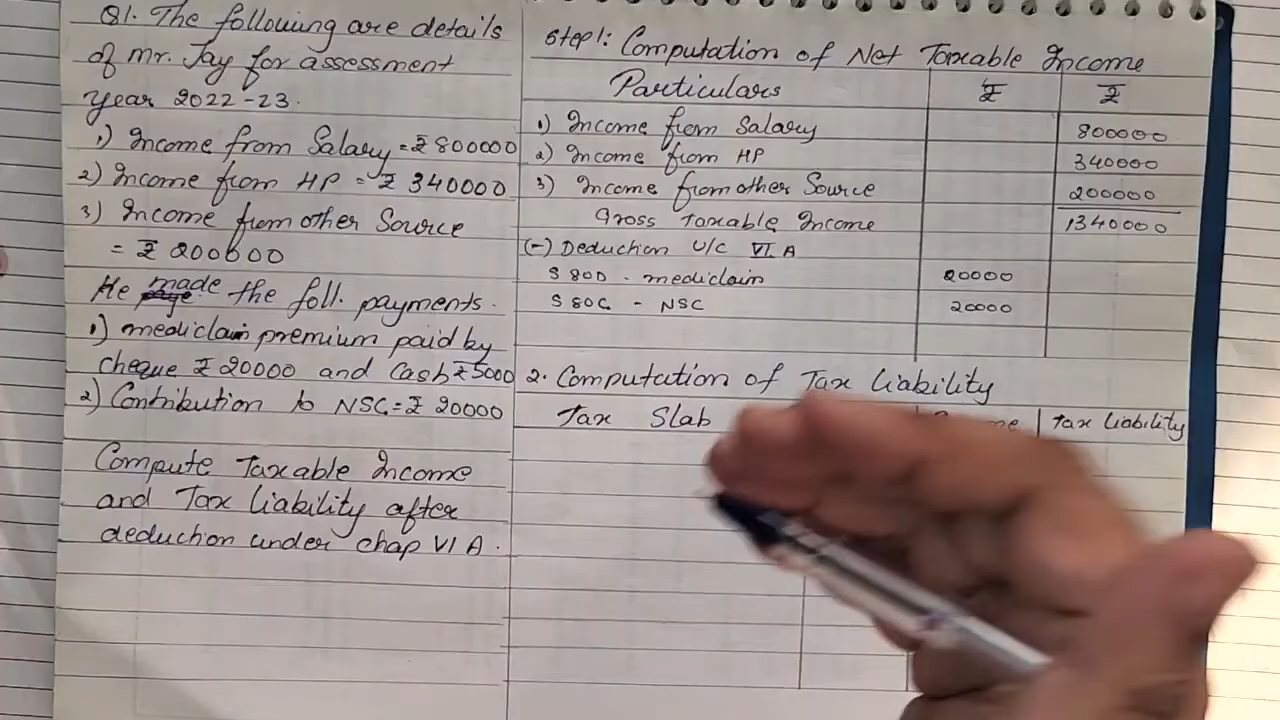 Q1. The following are details
of Mr. Jay for assessment
Year 2022-23.
1) Income from Salary = ₹ 800000
2) Income from HP = ₹ 340000
3) Income from other Source
= ₹ 200000
He made the foll. payments.
1) mediclaim premium paid by
cheque ₹ 20000 and Cash ₹ 5000
2) Contribution to NSC = ₹ 20000
Compute Taxable Income
and Tax liability after
deduction under chap VI A.
Step 1: Computation of Net Taxable Income
Particulars ₹ ₹
1) Income from Salary 800000
2) Income from HP 340000
3) Income from other Source 200000
Gross Taxable Income 1340000
(-) Deduction U/C VI A
S 80D - mediclaim 20000
S 80C - NSC 20000
2. Computation of Tax liability
Tax Slab Tax liability